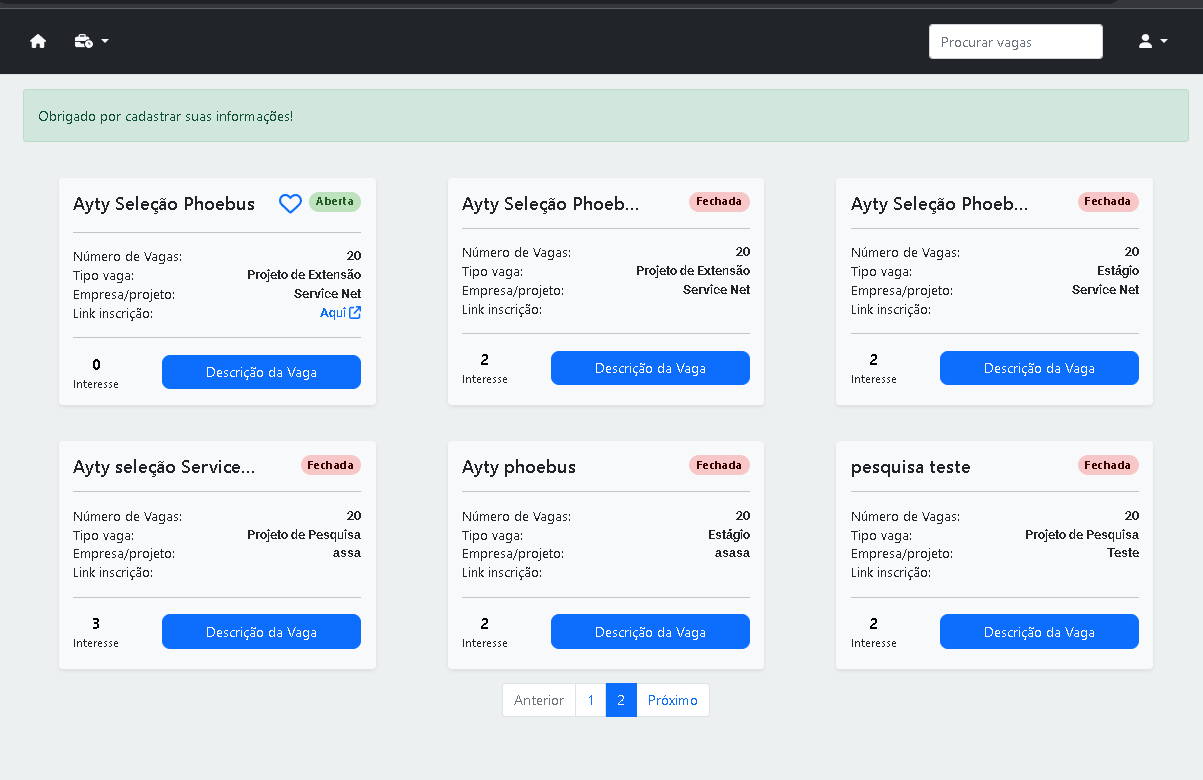 Procurar vagas
Obrigado por cadastrar suas informações!
Ayty Seleção Phoebus Aberta
Número de Vagas: 20
Tipo vaga: Projeto de Extensão
Empresa/projeto: Service Net
Link inscrição: Aqui
0
Interesse
Descrição da Vaga
Ayty Seleção Phoeb... Fechada
Número de Vagas: 20
Tipo vaga: Projeto de Extensão
Empresa/projeto: Service Net
Link inscrição:
2
Interesse
Descrição da Vaga
Ayty Seleção Phoeb... Fechada
Número de Vagas: 20
Tipo vaga: Estágio
Empresa/projeto: Service Net
Link inscrição:
2
Interesse
Descrição da Vaga
Ayty seleção Service... Fechada
Número de Vagas: 20
Tipo vaga: Projeto de Pesquisa
Empresa/projeto: assa
Link inscrição:
3
Interesse
Descrição da Vaga
Ayty phoebus Fechada
Número de Vagas: 20
Tipo vaga: Estágio
Empresa/projeto: asasa
Link inscrição:
2
Interesse
Descrição da Vaga
pesquisa teste Fechada
Número de Vagas: 20
Tipo vaga: Projeto de Pesquisa
Empresa/projeto: Teste
Link inscrição:
2
Interesse
Descrição da Vaga
Anterior 1 2 Próximo